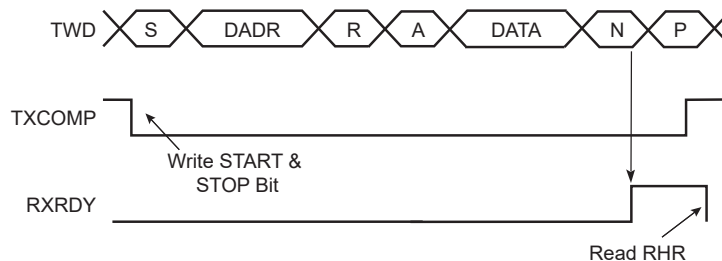 TWD S DADR R A DATA N P
TXCOMP
Write START &
STOP Bit
RXRDY
Read RHR